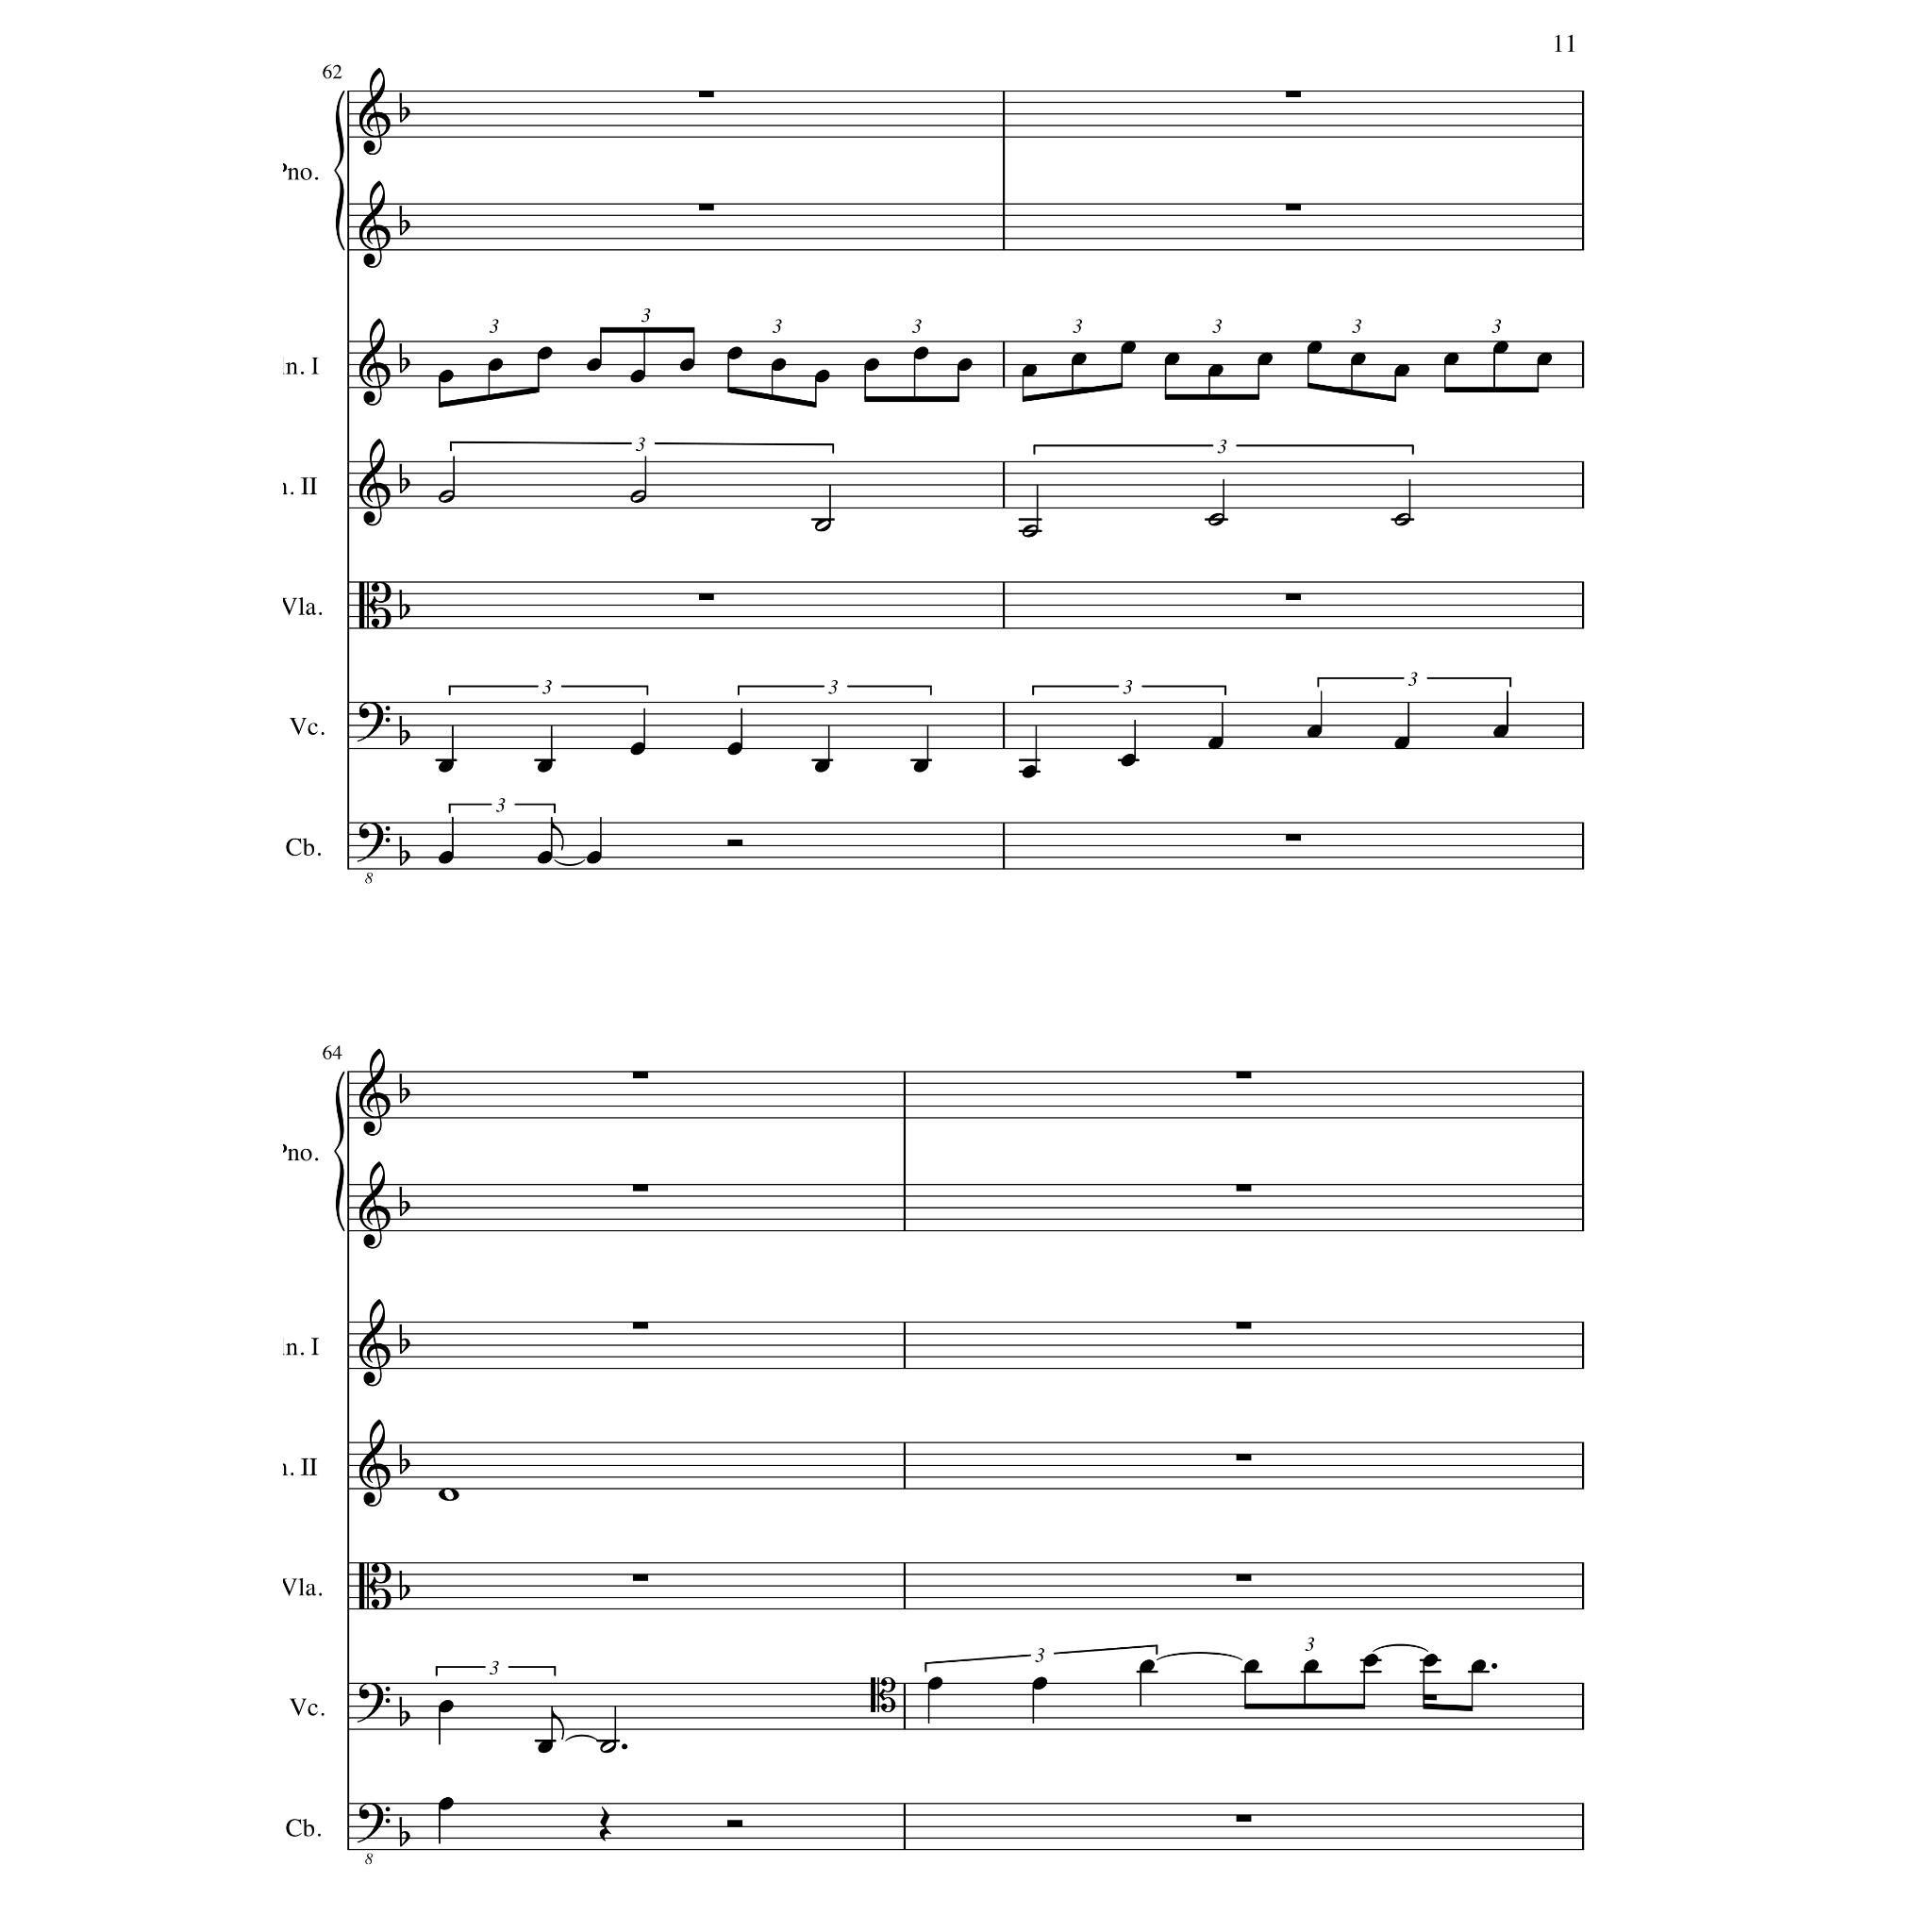 11
62
Pno.
3 3 3 3 3 3 3 3
n. I
3 3
n. II
Vla.
3 3 3 3
Vc.
3
Cb.
8
64
Pno.
n. I
n. II
Vla.
3 3 3
Vc.
Cb.
8